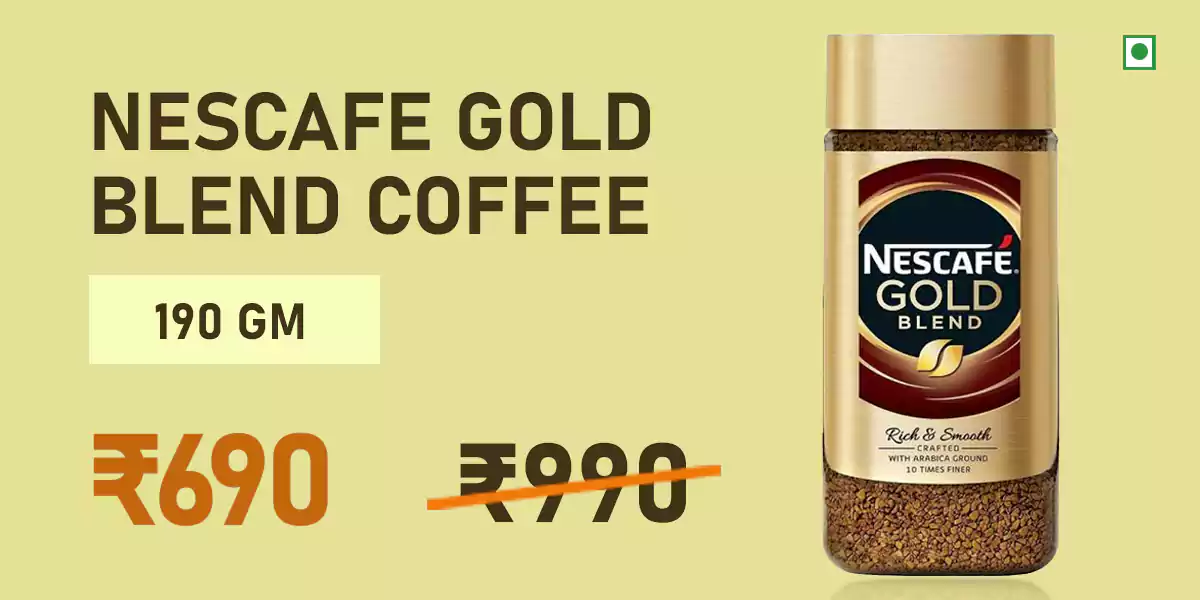 NESCAFE GOLD
BLEND COFFEE
190 GM
₹690
₹990
NESCAFÉ
GOLD
BLEND
Rich & Smooth
CRAFTED
WITH ARABICA GROUND
10 TIMES FINER